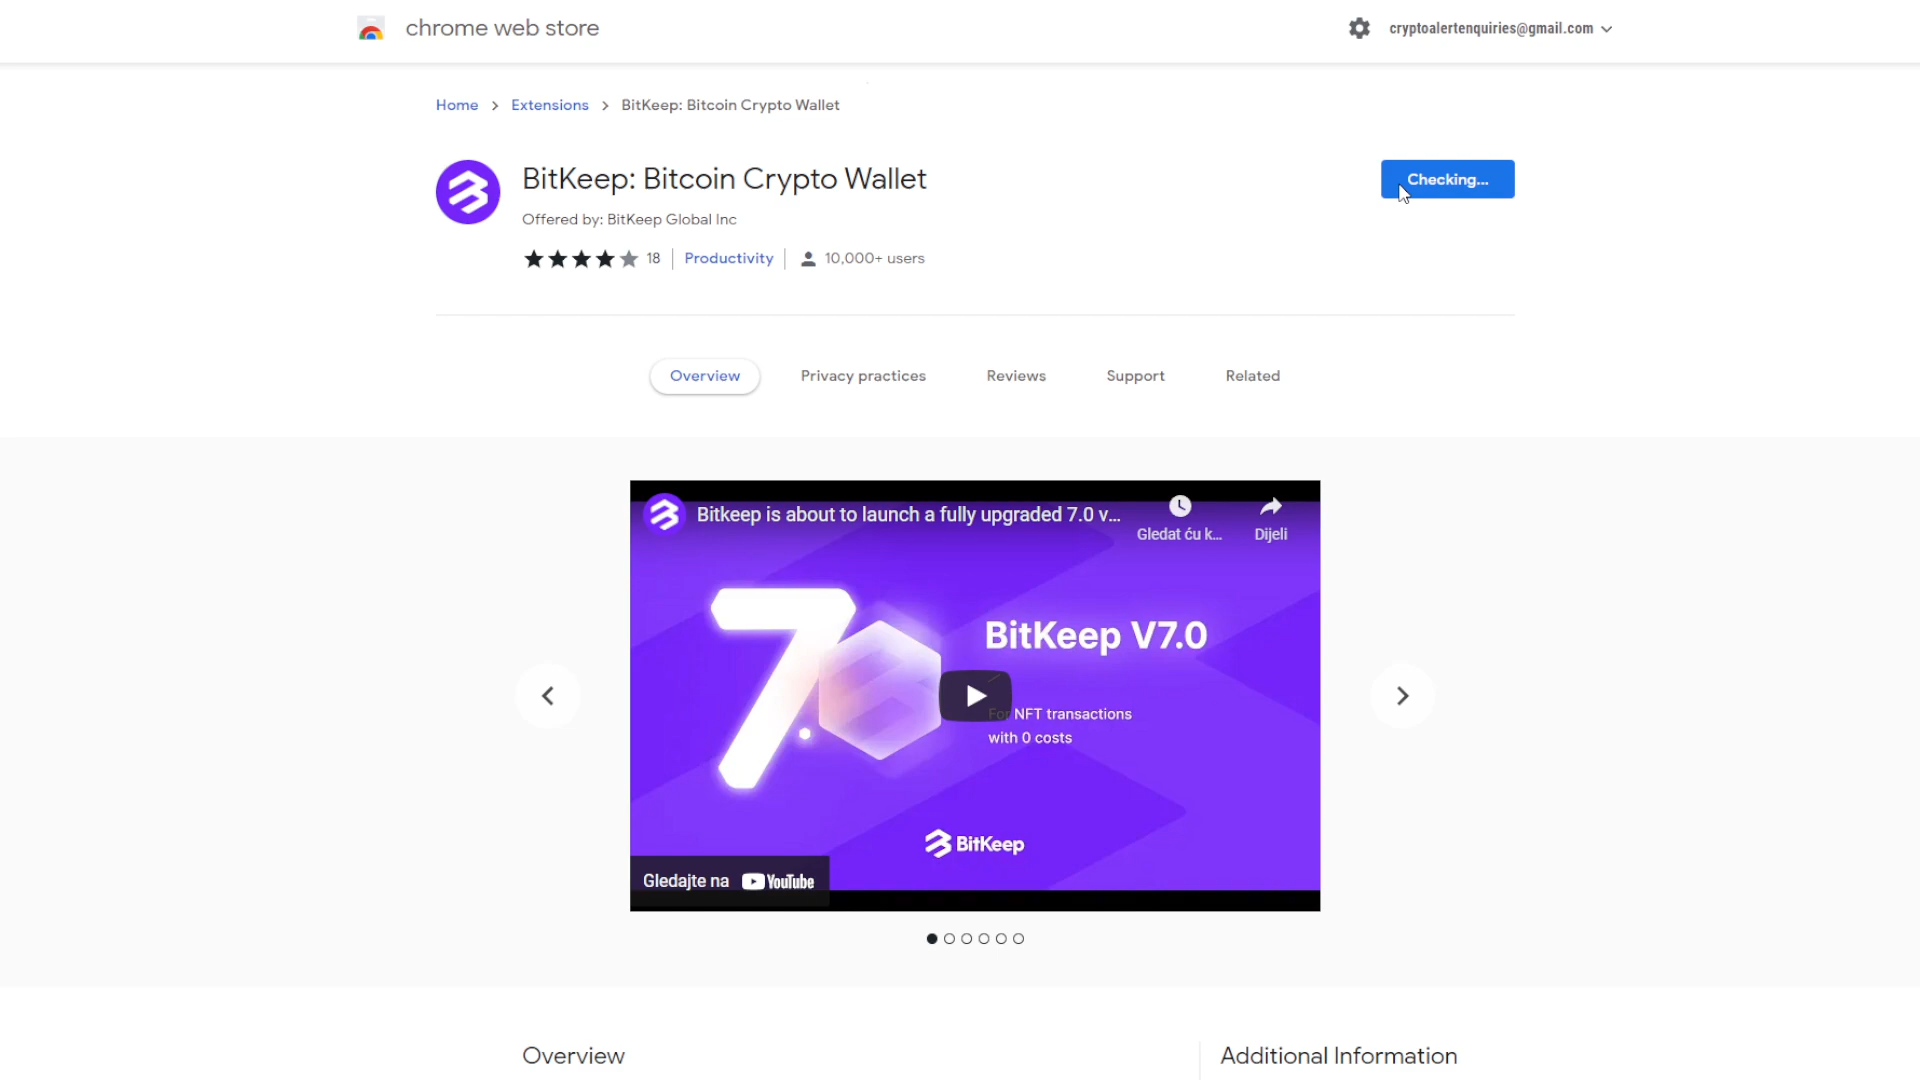 chrome web store
cryptoalertenquiries@gmail.com
Home > Extensions > BitKeep: Bitcoin Crypto Wallet
BitKeep: Bitcoin Crypto Wallet
Checking...
Offered by: BitKeep Global Inc
18 | Productivity | 10,000+ users
Overview
Privacy practices
Reviews
Support
Related
Bitkeep is about to launch a fully upgraded 7.0 v...
Gledat ću k...
Dijeli
7.0
BitKeep V7.0
For NFT transactions
with 0 costs
BitKeep
Gledajte na YouTube
Overview
Additional Information